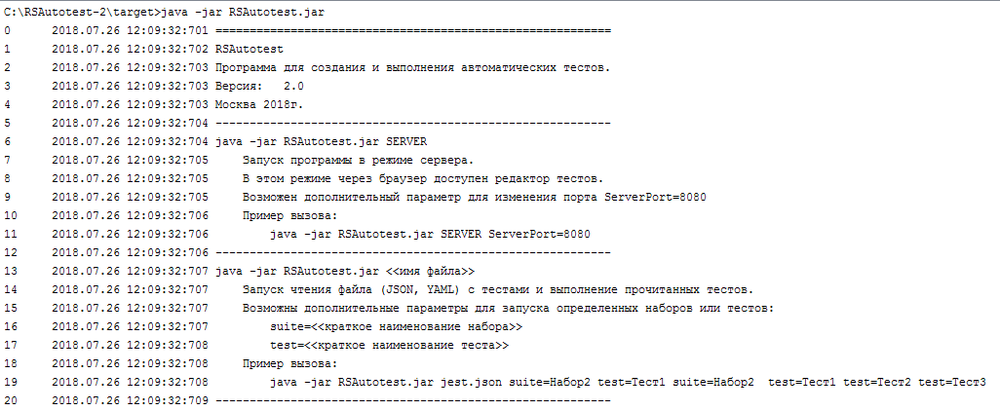 C:\RSAutotest-2\target>java -jar RSAutotest.jar
0 2018.07.26 12:09:32:701 ==========================================================
1 2018.07.26 12:09:32:702 RSAutotest
2 2018.07.26 12:09:32:703 Программа для создания и выполнения автоматических тестов.
3 2018.07.26 12:09:32:703 Версия: 2.0
4 2018.07.26 12:09:32:703 Москва 2018г.
5 2018.07.26 12:09:32:704 ----------------------------------------------------------
6 2018.07.26 12:09:32:704 java -jar RSAutotest.jar SERVER
7 2018.07.26 12:09:32:705 Запуск программы в режиме сервера.
8 2018.07.26 12:09:32:705 В этом режиме через браузер доступен редактор тестов.
9 2018.07.26 12:09:32:705 Возможен дополнительный параметр для изменения порта ServerPort=8080
10 2018.07.26 12:09:32:706 Пример вызова:
11 2018.07.26 12:09:32:706 java -jar RSAutotest.jar SERVER ServerPort=8080
12 2018.07.26 12:09:32:706 ----------------------------------------------------------
13 2018.07.26 12:09:32:707 java -jar RSAutotest.jar <<имя файла>>
14 2018.07.26 12:09:32:707 Запуск чтения файла (JSON, YAML) с тестами и выполнение прочитанных тестов.
15 2018.07.26 12:09:32:707 Возможны дополнительные параметры для запуска определенных наборов или тестов:
16 2018.07.26 12:09:32:707 suite=<<краткое наименование набора>>
17 2018.07.26 12:09:32:708 test=<<краткое наименование теста>>
18 2018.07.26 12:09:32:708 Пример вызова:
19 2018.07.26 12:09:32:708 java -jar RSAutotest.jar jest.json suite=Набор2 test=Тест1 suite=Набор2 test=Тест1 test=Тест2 test=Тест3
20 2018.07.26 12:09:32:709 ----------------------------------------------------------